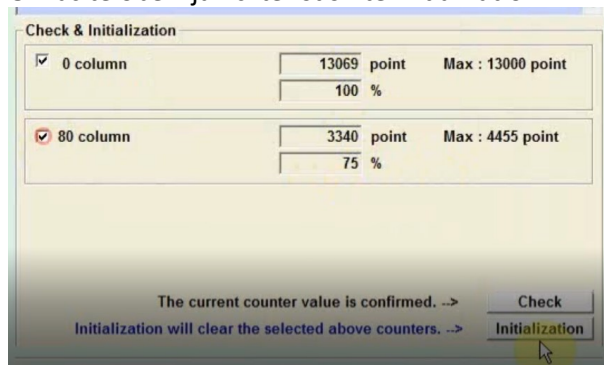 Check & Initialization
0 column 13069 point Max : 13000 point
100 %
80 column 3340 point Max : 4455 point
75 %
The current counter value is confirmed. --> Check
Initialization will clear the selected above counters. --> Initialization